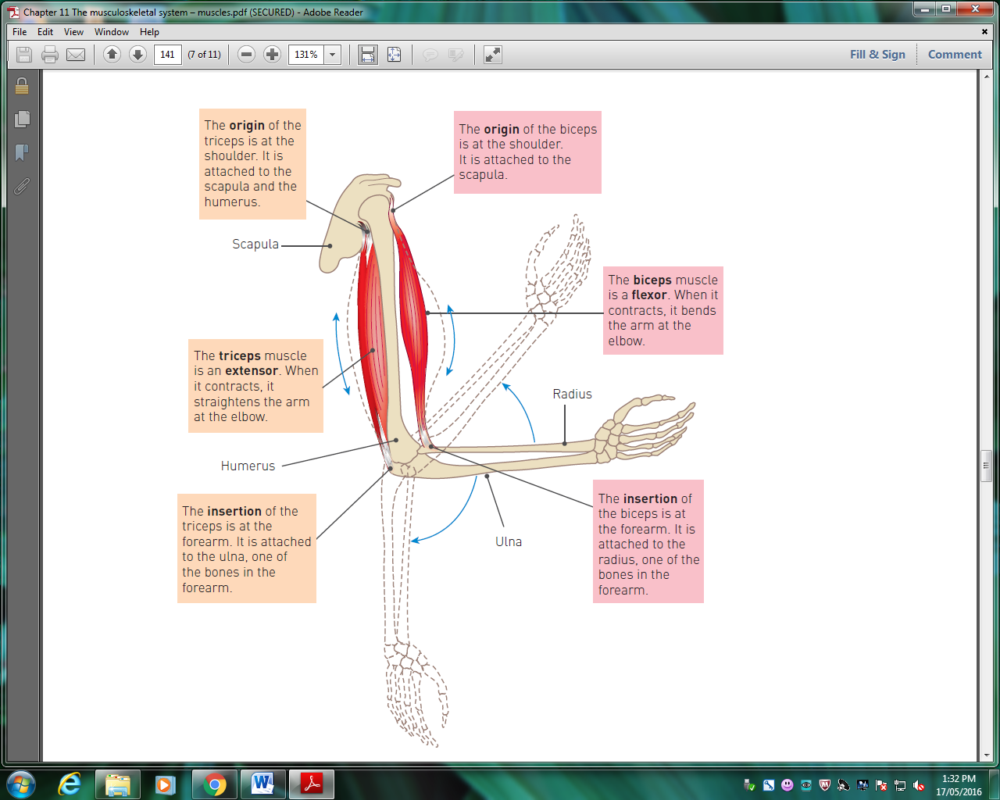 Chapter 11 The musculoskeletal system – muscles.pdf (SECURED) - Adobe Reader
File Edit View Window Help
141 (7 of 11) 131% Fill & Sign Comment
The origin of the
triceps is at the
shoulder. It is
attached to the
scapula and the
humerus.
The origin of the biceps
is at the shoulder.
It is attached to the
scapula.
Scapula
The biceps muscle
is a flexor. When it
contracts, it bends
the arm at the
elbow.
The triceps muscle
is an extensor. When
it contracts, it
straightens the arm
at the elbow.
Radius
Humerus
The insertion of the
triceps is at the
forearm. It is attached
to the ulna, one of
the bones in the
forearm.
Ulna
The insertion of
the biceps is at
the forearm. It is
attached to the
radius, one of the
bones in the
forearm.
1:32 PM
17/05/2016